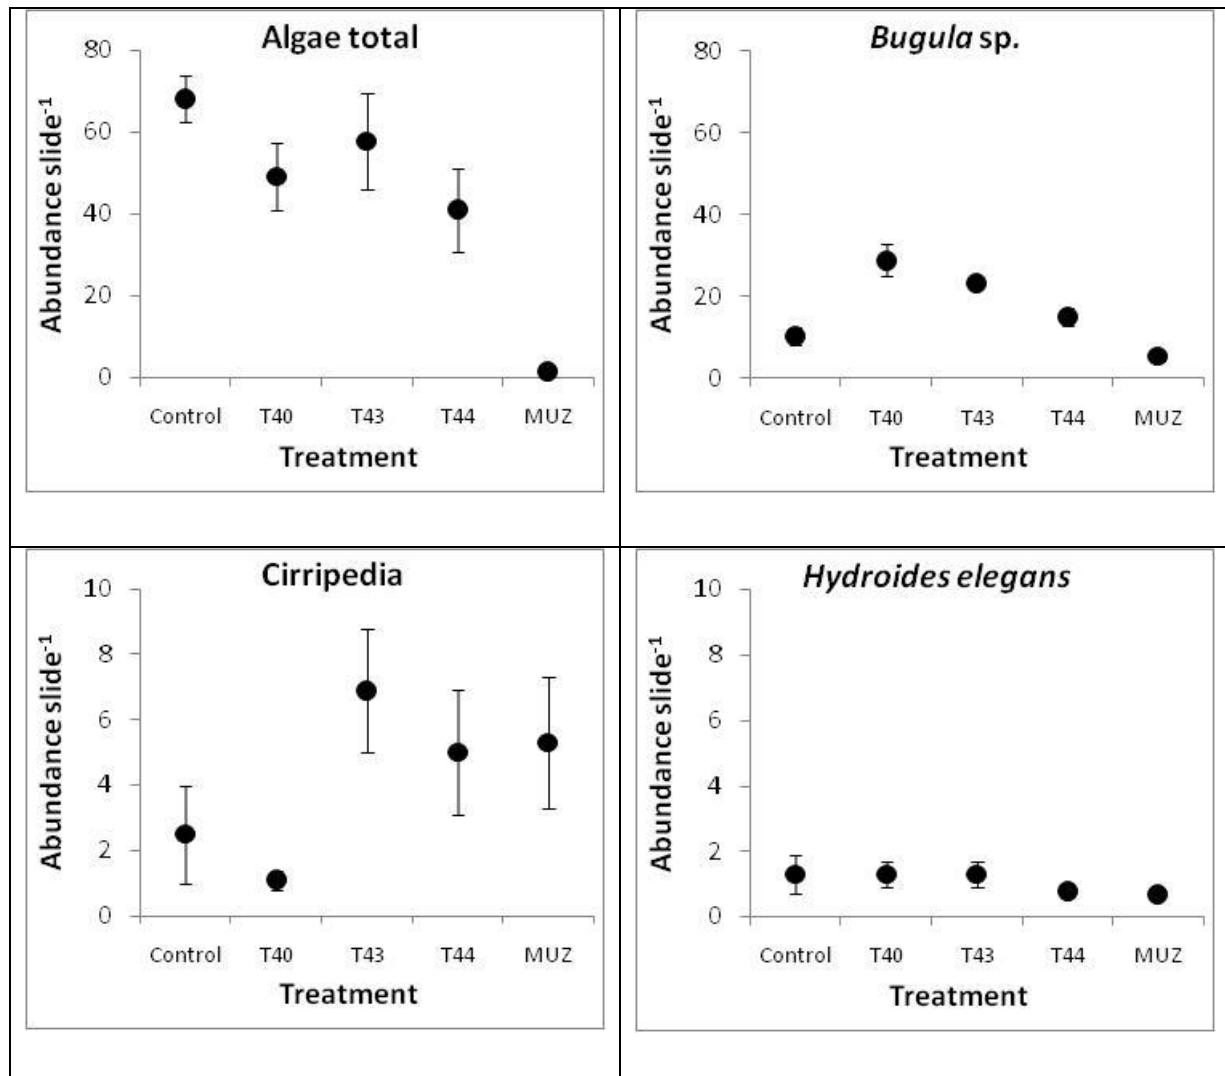 Algae total
80
60
40
20
0
Abundance slide⁻¹
Control T40 T43 T44 MUZ
Treatment
Bugula sp.
80
60
40
20
0
Abundance slide⁻¹
Control T40 T43 T44 MUZ
Treatment
Cirripedia
10
8
6
4
2
0
Abundance slide⁻¹
Control T40 T43 T44 MUZ
Treatment
Hydroides elegans
10
8
6
4
2
0
Abundance slide⁻¹
Control T40 T43 T44 MUZ
Treatment